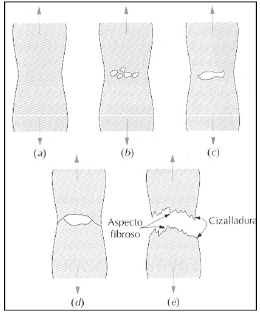 (a)
(b)
(c)
Aspecto
fibroso
Cizalladura
(d)
(e)